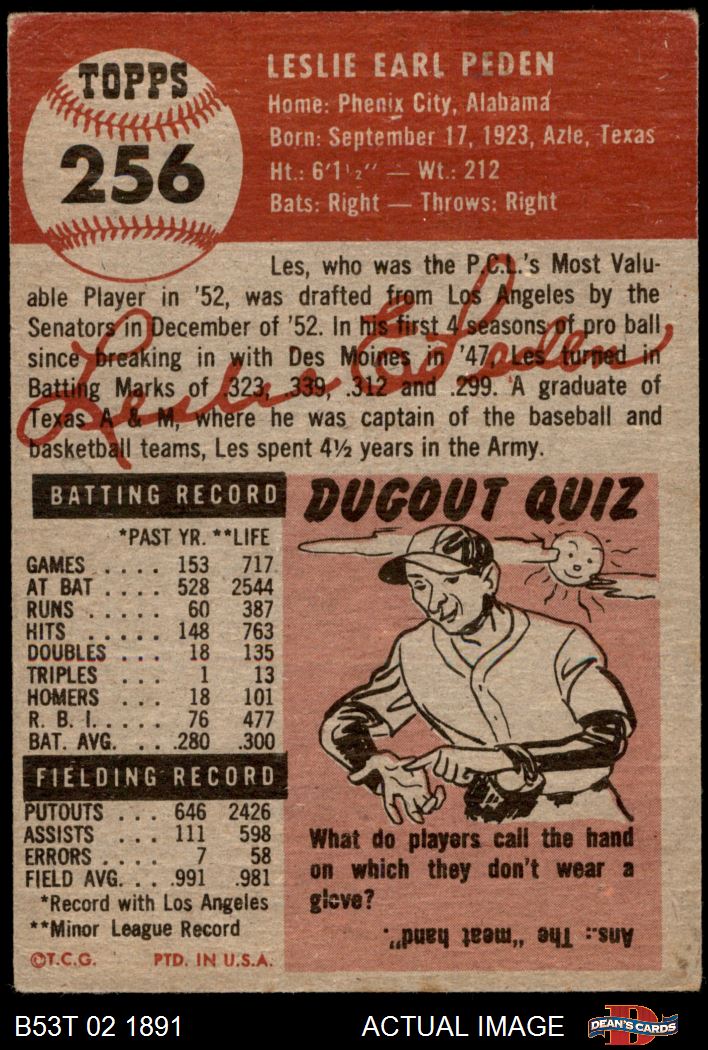 TOPPS
256
LESLIE EARL PEDEN
Home: Phenix City, Alabama
Born: September 17, 1923, Azle, Texas
Ht.: 6'1½" — Wt.: 212
Bats: Right — Throws: Right
Les, who was the P.C.L.'s Most Valu-
able Player in '52, was drafted from Los Angeles by the
Senators in December of '52. In his first 4 seasons of pro ball
since breaking in with Des Moines in '47, Les turned in
Batting Marks of .323, .339, .312 and .299. A graduate of
Texas A & M, where he was captain of the baseball and
basketball teams, Les spent 4½ years in the Army.
Leslie E. Peden
BATTING RECORD
*PAST YR. **LIFE
GAMES .... 153 717
AT BAT .... 528 2544
RUNS ..... 60 387
HITS ..... 148 763
DOUBLES ... 18 135
TRIPLES ... 1 13
HOMERS ... 18 101
R. B. I..... 76 477
BAT. AVG. ... .280 .300
FIELDING RECORD
PUTOUTS ... 646 2426
ASSISTS .... 111 598
ERRORS .... 7 58
FIELD AVG. ... .991 .981
*Record with Los Angeles
**Minor League Record
©T.C.G. PTD. IN U.S.A.
DUGOUT QUIZ
What do players call the hand
on which they don't wear a
glove?
Ans.: The "meat hand".
B53T 02 1891 ACTUAL IMAGE DEAN'S CARDS